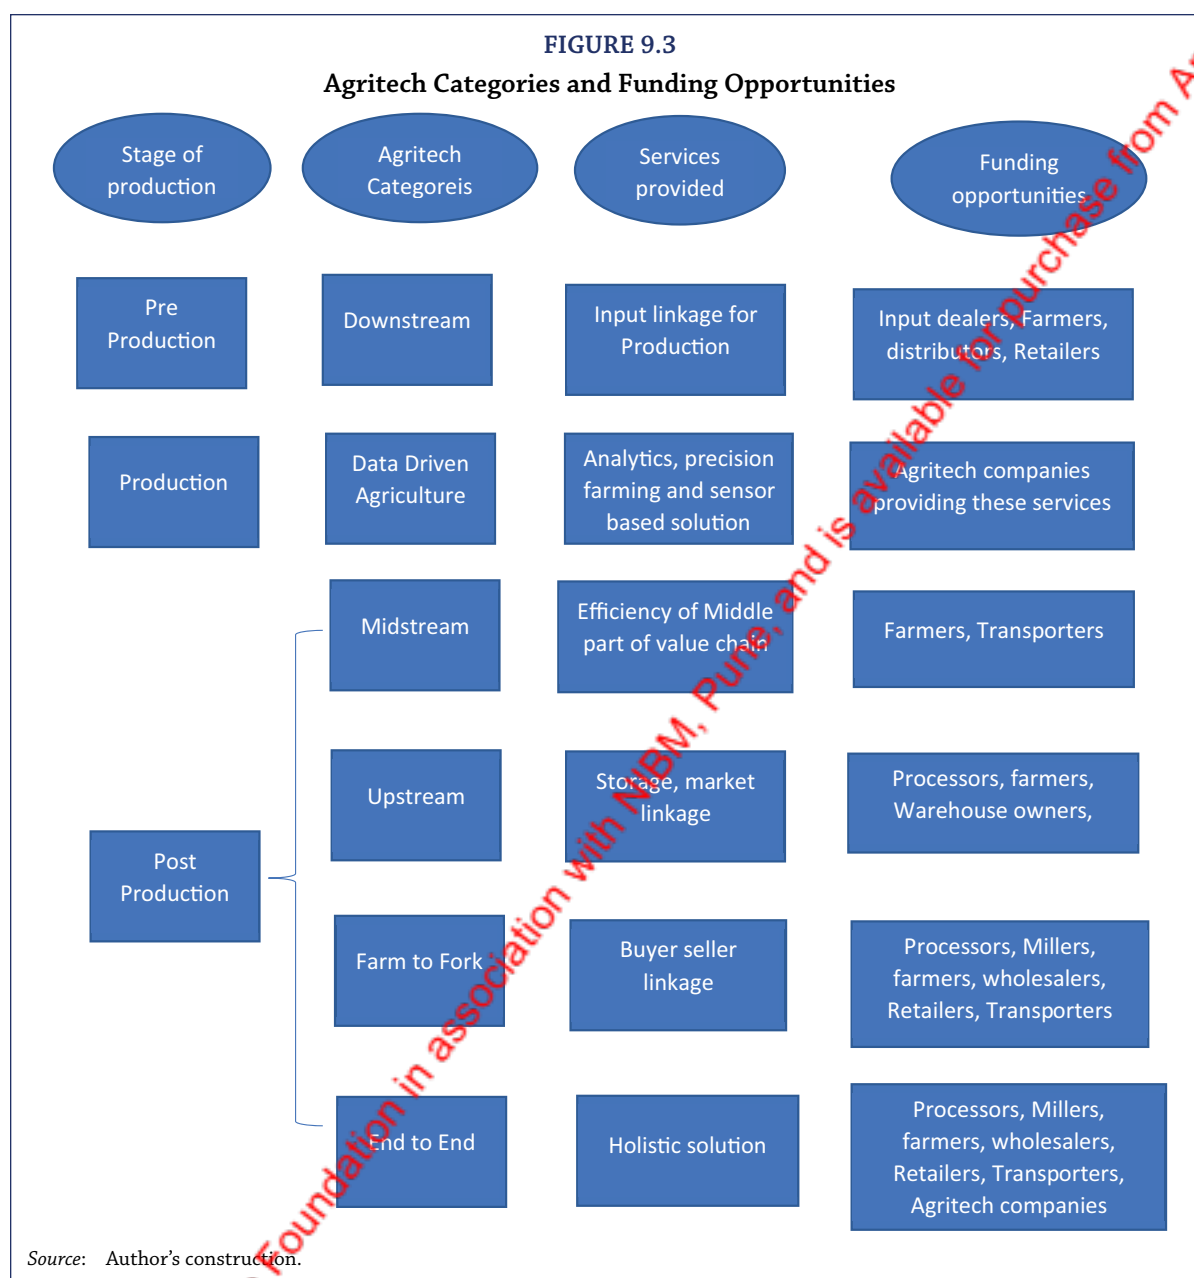 FIGURE 9.3
Agritech Categories and Funding Opportunities
Stage of
production
Agritech
Categoreis
Services
provided
Funding
opportunities
Pre
Production
Downstream
Input linkage for
Production
Input dealers, Farmers,
distributors, Retailers
Production
Data Driven
Agriculture
Analytics, precision
farming and sensor
based solution
Agritech companies
providing these services
Post
Production
Midstream
Efficiency of Middle
part of value chain
Farmers, Transporters
Upstream
Storage, market
linkage
Processors, farmers,
Warehouse owners,
Farm to Fork
Buyer seller
linkage
Processors, Millers,
farmers, wholesalers,
Retailers, Transporters
End to End
Holistic solution
Processors, Millers,
farmers, wholesalers,
Retailers, Transporters,
Agritech companies
Source: Author's construction.
Foundation in association with NIBM, Pune, and is available for purchase from